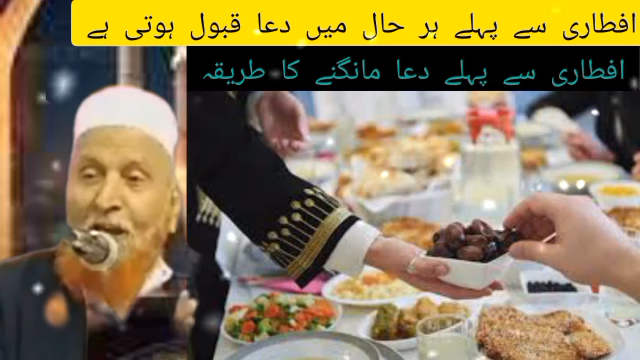 افطاری سے پہلے ہر حال میں دعا قبول ہوتی ہے
افطاری سے پہلے دعا مانگنے کا طریقہ